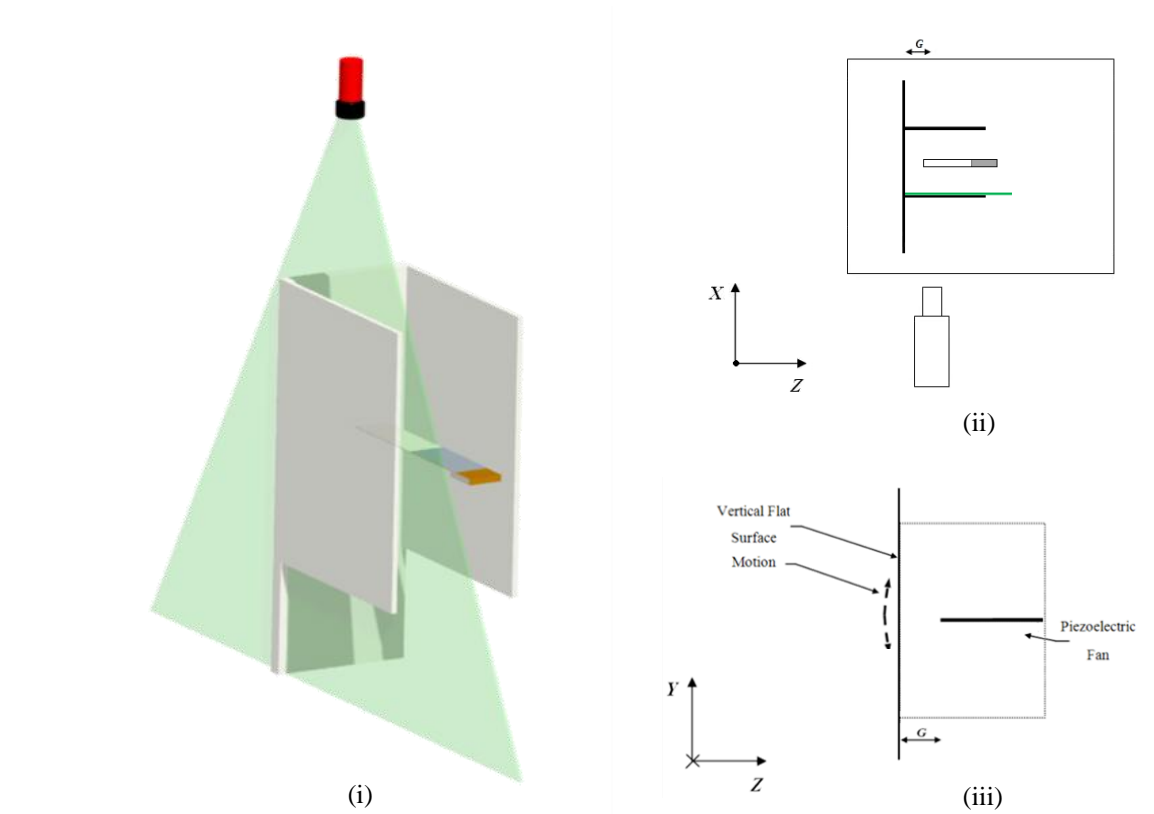 G
X
Z
(ii)
Vertical Flat
Surface
Motion
Piezoelectric
Fan
Y
G
Z
(i)
(iii)